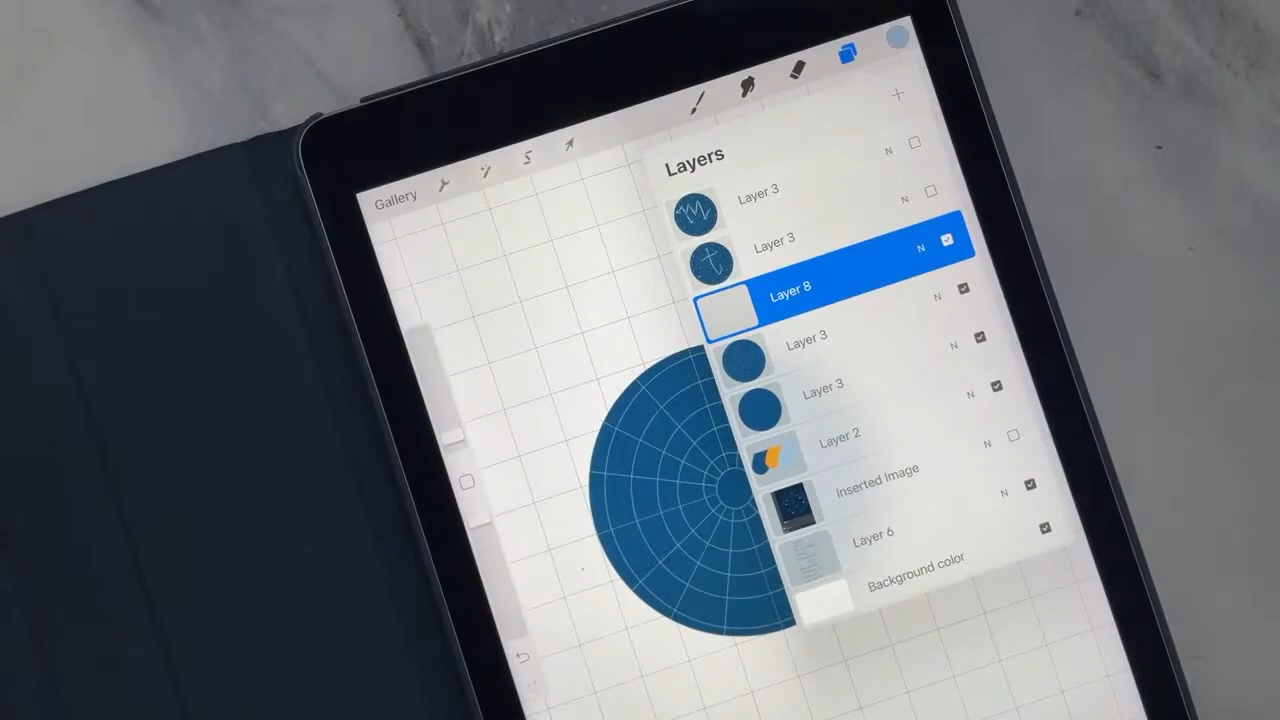 Gallery
Layers
Layer 3 N
Layer 3 N
Layer 8 N
Layer 3 N
Layer 3 N
Layer 2 N
Inserted Image N
Layer 6 N
Background color